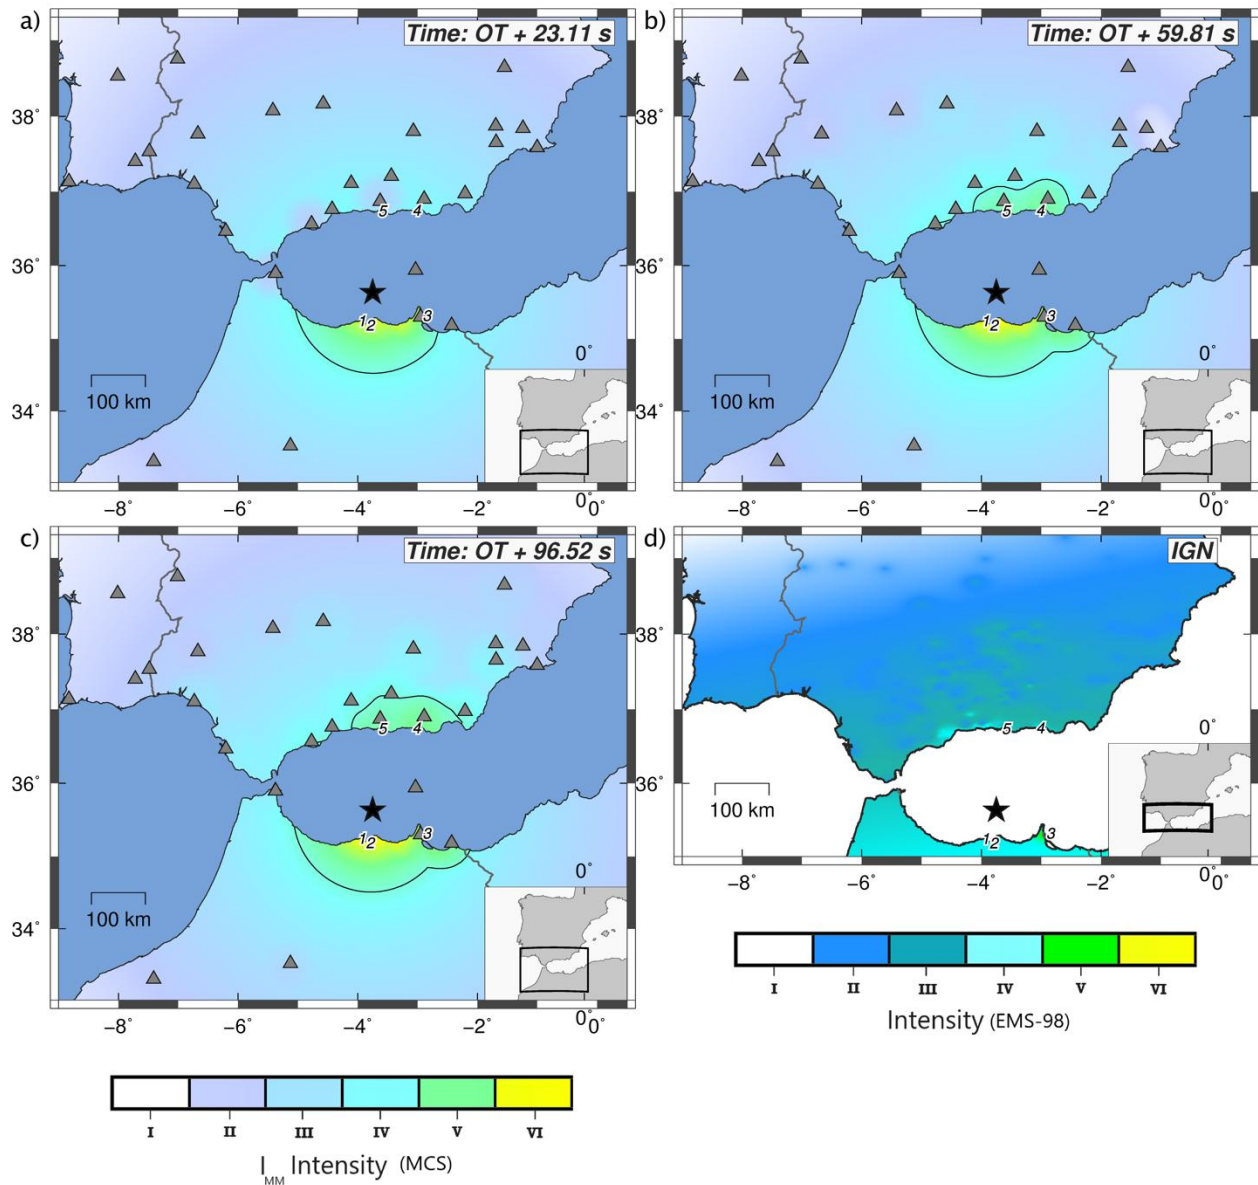 a)
Time: OT + 23.11 s
38°
36°
34°
5 4
1 2 3
100 km
0°
0
−8° −6° −4° −2° 0°
b)
Time: OT + 59.81 s
38°
36°
34°
5 4
1 2 3
100 km
0°
0
−8° −6° −4° −2° 0°
c)
Time: OT + 96.52 s
38°
36°
34°
5 4
1 2 3
100 km
0°
0
−8° −6° −4° −2° 0°
I II III IV V VI
I MM Intensity (MCS)
d)
IGN
38°
36°
5 4
1 2 3
100 km
0°
0
−8° −6° −4° −2° 0°
I II III IV V VI
Intensity (EMS-98)